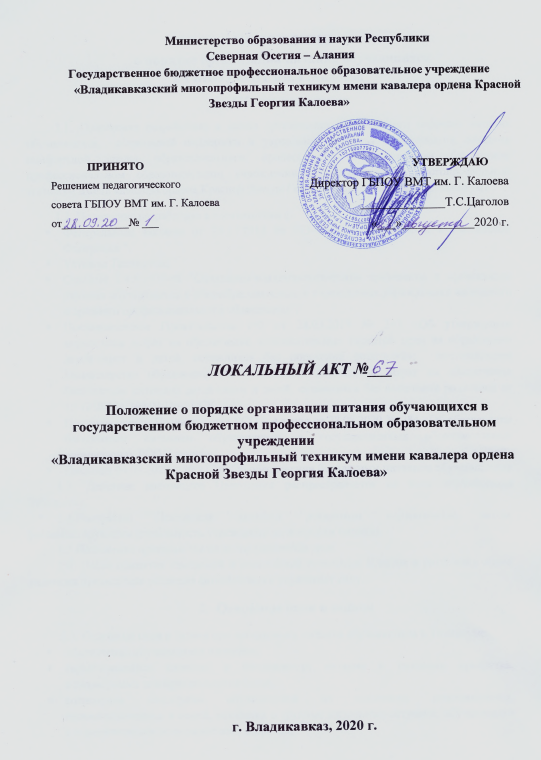 Министерство образования и науки Республики
Северная Осетия – Алания
Государственное бюджетное профессиональное образовательное учреждение
«Владикавказский многопрофильный техникум имени кавалера ордена Красной
Звезды Георгия Калоева»
ПРИНЯТО
Решением педагогического
совета ГБПОУ ВМТ им. Г. Калоева
от 28.09.20 № 1
УТВЕРЖДАЮ
Директор ГБПОУ ВМТ им. Г. Калоева
Т.С.Цаголов
августа 2020 г.
ЛОКАЛЬНЫЙ АКТ № 67
Положение о порядке организации питания обучающихся в
государственном бюджетном профессиональном образовательном
учреждении
«Владикавказский многопрофильный техникум имени кавалера ордена
Красной Звезды Георгия Калоева»
г. Владикавказ, 2020 г.